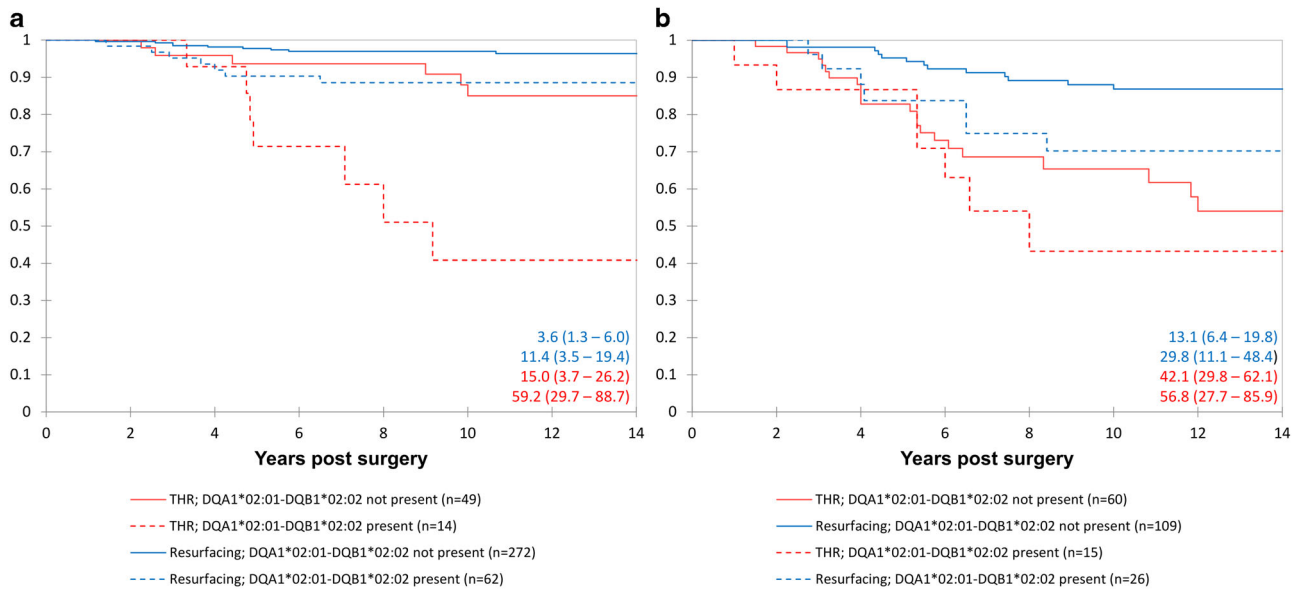 a
1
0.9
0.8
0.7
0.6
0.5
0.4
0.3
0.2
0.1
0
3.6 (1.3 – 6.0)
11.4 (3.5 – 19.4)
15.0 (3.7 – 26.2)
59.2 (29.7 – 88.7)
0 2 4 6 8 10 12 14
Years post surgery
THR; DQA1*02:01-DQB1*02:02 not present (n=49)
THR; DQA1*02:01-DQB1*02:02 present (n=14)
Resurfacing; DQA1*02:01-DQB1*02:02 not present (n=272)
Resurfacing; DQA1*02:01-DQB1*02:02 present (n=62)
b
1
0.9
0.8
0.7
0.6
0.5
0.4
0.3
0.2
0.1
0
13.1 (6.4 – 19.8)
29.8 (11.1 – 48.4)
42.1 (29.8 – 62.1)
56.8 (27.7 – 85.9)
0 2 4 6 8 10 12 14
Years post surgery
THR; DQA1*02:01-DQB1*02:02 not present (n=60)
Resurfacing; DQA1*02:01-DQB1*02:02 not present (n=109)
THR; DQA1*02:01-DQB1*02:02 present (n=15)
Resurfacing; DQA1*02:01-DQB1*02:02 present (n=26)